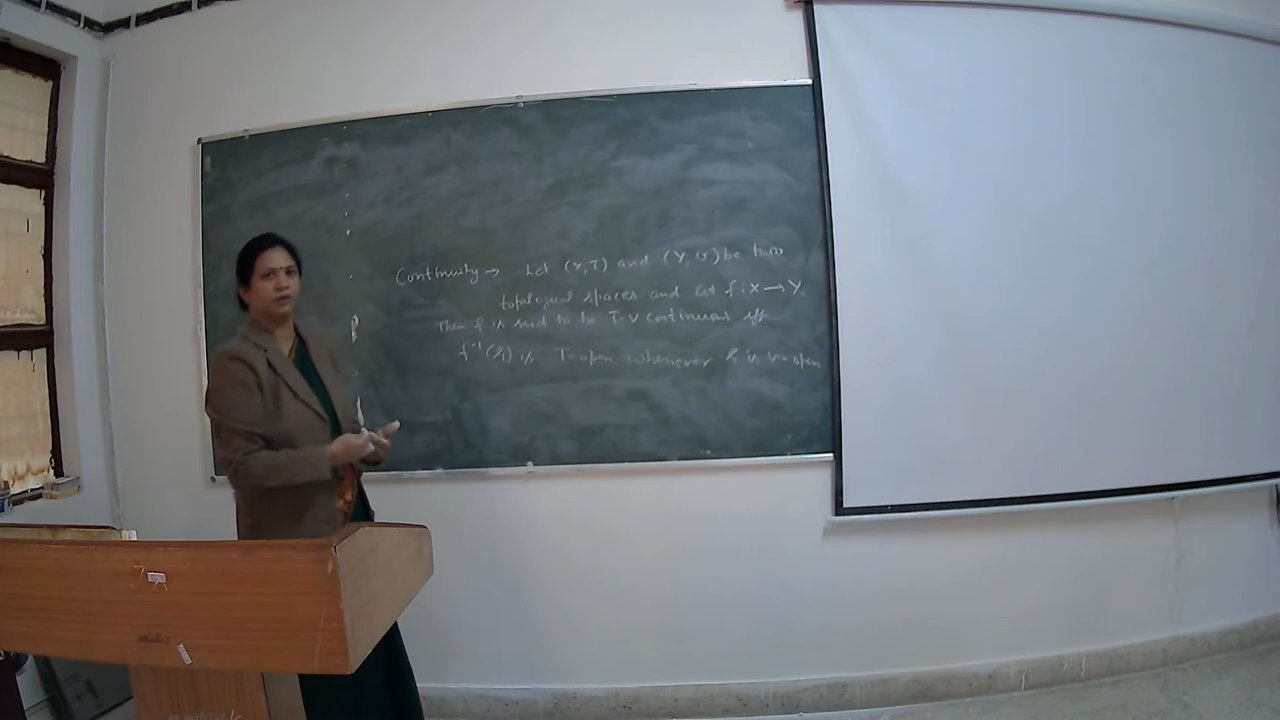 Continuity → Let (X,T) and (Y,υ) be two
topological spaces and let f : X → Y.
Then f is said to be T-υ continuous iff
f⁻¹(G) is T-open whenever G is υ-open